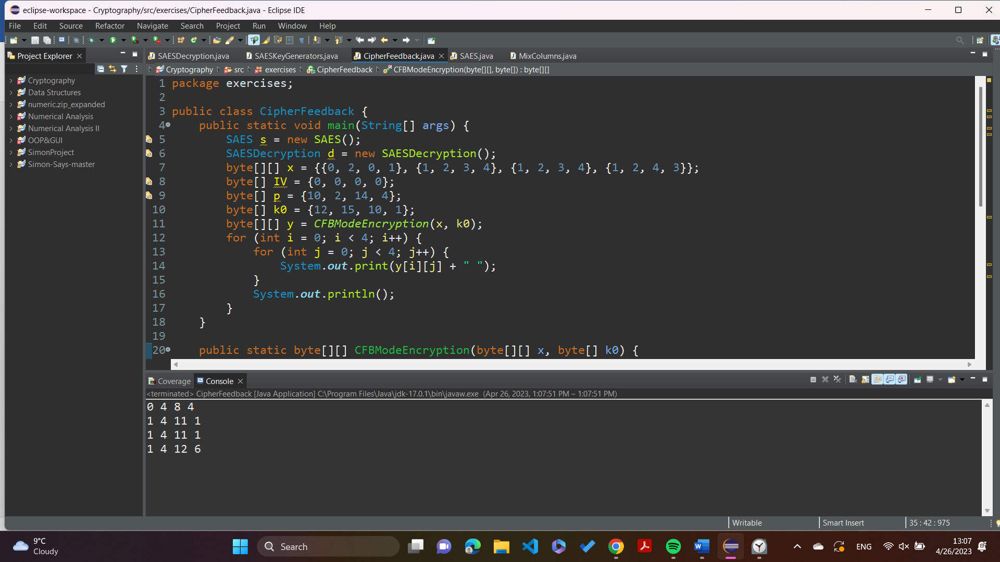 eclipse-workspace - Cryptography/src/exercises/CipherFeedback.java - Eclipse IDE
File Edit Source Refactor Navigate Search Project Run Window Help
Project Explorer
SAESDecryption.java SAESKeyGenerators.java CipherFeedback.java SAES.java MixColumns.java
Cryptography src exercises CipherFeedback CFBModeEncryption(byte[][], byte[]) : byte[][]
Cryptography
Data Structures
numeric.zip_expanded
Numerical Analysis
Numerical Analysis II
OOP&GUI
SimonProject
Simon-Says-master
1 package exercises;
2
3 public class CipherFeedback {
4 public static void main(String[] args) {
5 SAES s = new SAES();
6 SAESDecryption d = new SAESDecryption();
7 byte[][] x = {{0, 2, 0, 1}, {1, 2, 3, 4}, {1, 2, 3, 4}, {1, 2, 4, 3}};
8 byte[] IV = {0, 0, 0, 0};
9 byte[] p = {10, 2, 14, 4};
10 byte[] k0 = {12, 15, 10, 1};
11 byte[][] y = CFBModeEncryption(x, k0);
12 for (int i = 0; i < 4; i++) {
13 for (int j = 0; j < 4; j++) {
14 System.out.print(y[i][j] + " ");
15 }
16 System.out.println();
17 }
18 }
19
20 public static byte[][] CFBModeEncryption(byte[][] x, byte[] k0) {
Coverage Console
<terminated> CipherFeedback [Java Application] C:\Program Files\Java\jdk-17.0.1\bin\javaw.exe (Apr 26, 2023, 1:07:51 PM – 1:07:51 PM)
0 4 8 4
1 4 11 1
1 4 11 1
1 4 12 6
Writable Smart Insert 35 : 42 : 975
9°C
Cloudy
Search
ENG
13:07
4/26/2023